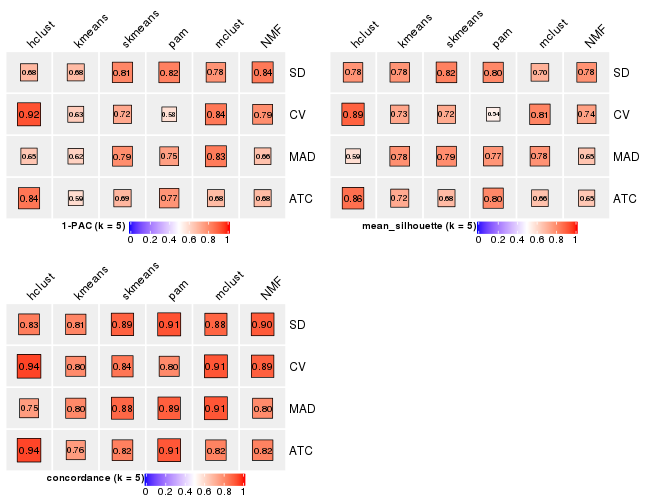 hclust kmeans skmeans pam mclust NMF
0.68 0.68 0.81 0.82 0.78 0.84 SD
0.92 0.63 0.72 0.58 0.84 0.79 CV
0.65 0.62 0.79 0.75 0.83 0.66 MAD
0.84 0.59 0.69 0.77 0.68 0.68 ATC
1-PAC (k = 5)
0 0.2 0.4 0.6 0.8 1
hclust kmeans skmeans pam mclust NMF
0.78 0.78 0.82 0.80 0.70 0.78 SD
0.89 0.73 0.72 0.54 0.81 0.74 CV
0.59 0.78 0.79 0.77 0.78 0.65 MAD
0.86 0.72 0.68 0.80 0.66 0.65 ATC
mean_silhouette (k = 5)
0 0.2 0.4 0.6 0.8 1
hclust kmeans skmeans pam mclust NMF
0.83 0.81 0.89 0.91 0.88 0.90 SD
0.94 0.80 0.84 0.80 0.91 0.89 CV
0.75 0.80 0.88 0.89 0.91 0.80 MAD
0.94 0.76 0.82 0.91 0.82 0.82 ATC
concordance (k = 5)
0 0.2 0.4 0.6 0.8 1